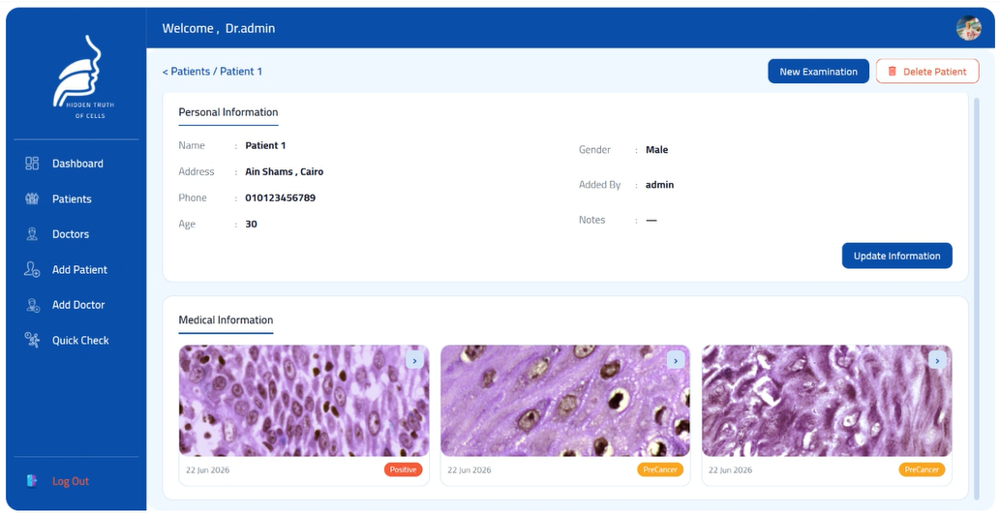 HIDDEN TRUTH
OF CELLS
Dashboard
Patients
Doctors
Add Patient
Add Doctor
Quick Check
Log Out
Welcome , Dr.admin
< Patients / Patient 1
New Examination
Delete Patient
Personal Information
Name : Patient 1
Address : Ain Shams , Cairo
Phone : 010123456789
Age : 30
Gender : Male
Added By : admin
Notes : —
Update Information
Medical Information
22 Jun 2026 Positive
22 Jun 2026 PreCancer
22 Jun 2026 PreCancer